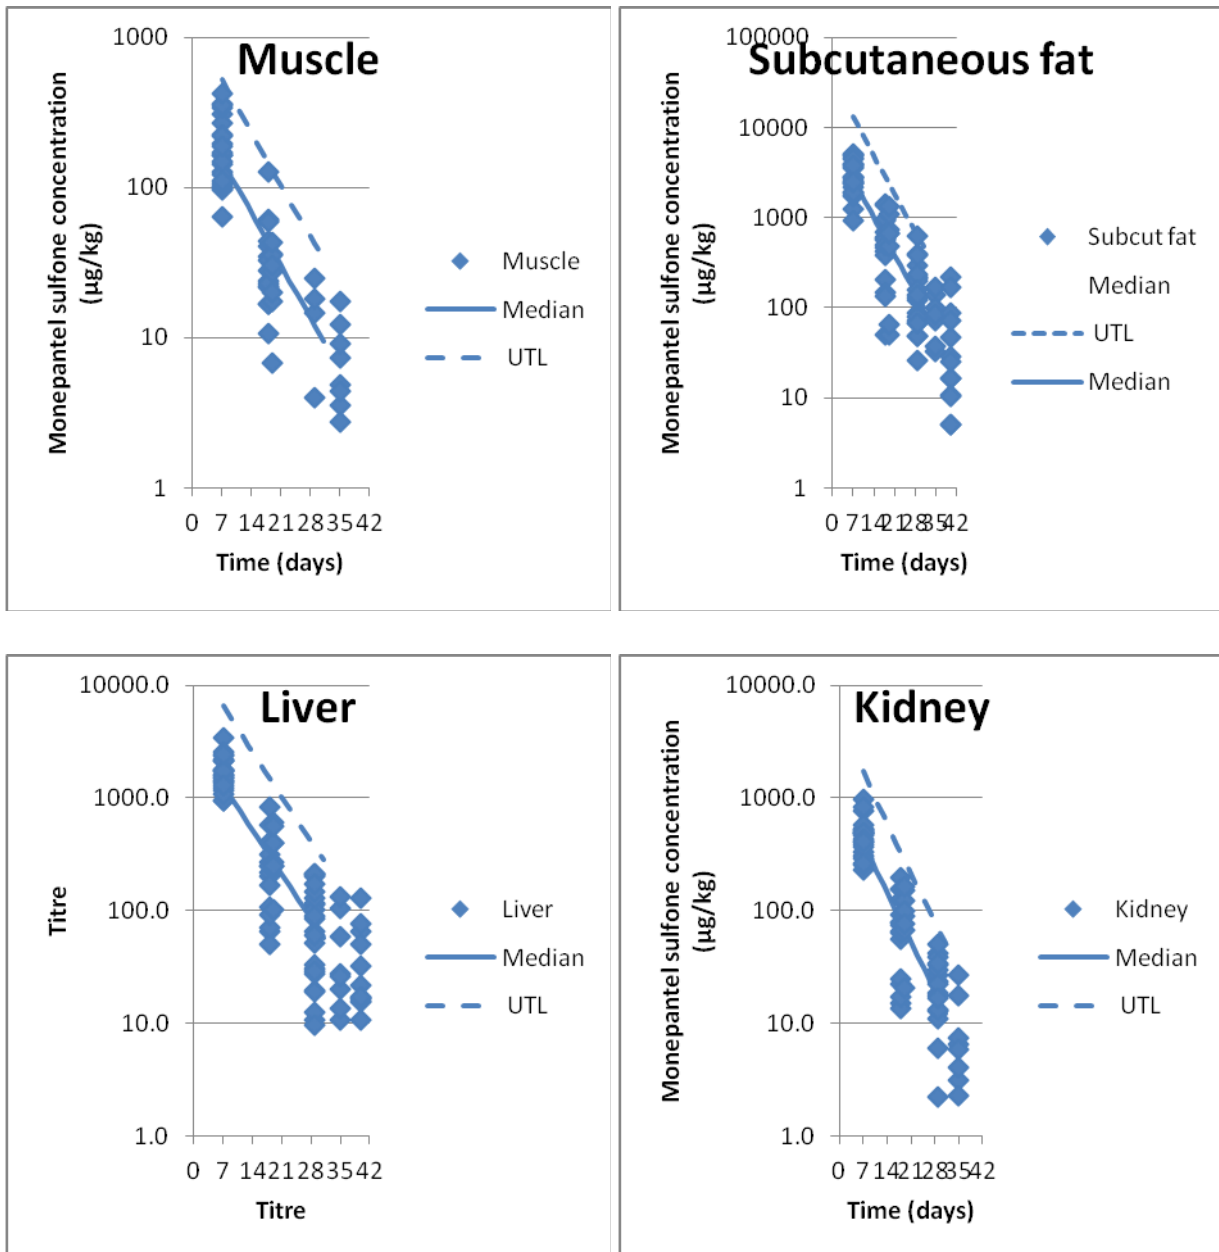 Muscle
Monepantel sulfone concentration
(µg/kg)
1000
100
10
1
0 7 14 21 28 35 42
Time (days)
Muscle
Median
UTL
Subcutaneous fat
Monepantel sulfone concentration
(µg/kg)
100000
10000
1000
100
10
1
0 7 14 21 28 35 42
Time (days)
Subcut fat
Median
UTL
Median
Liver
Titre
10000.0
1000.0
100.0
10.0
1.0
0 7 14 21 28 35 42
Titre
Liver
Median
UTL
Kidney
Monepantel sulfone concentration
(µg/kg)
10000.0
1000.0
100.0
10.0
1.0
0 7 14 21 28 35 42
Time (days)
Kidney
Median
UTL